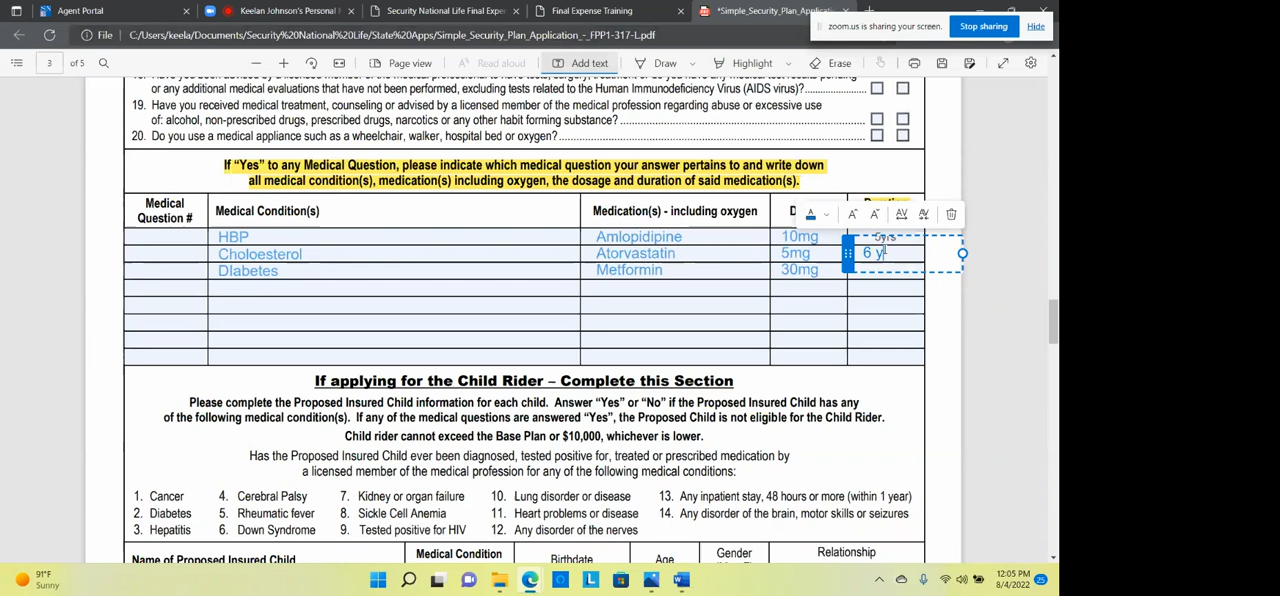 Agent Portal
Keelan Johnson's Personal M
Security National Life Final Exper
Final Expense Training
*Simple_Security_Plan_Applicatio
zoom.us is sharing your screen.
Stop sharing
Hide
File
C:/Users/keela/Documents/Security%20National%20Life/State%20Apps/Simple_Security_Plan_Application_-_FPP1-317-L.pdf
3 of 5
Page view
Read aloud
Add text
Draw
Highlight
Erase
or any additional medical evaluations that have not been performed, excluding tests related to the Human Immunodeficiency Virus (AIDS virus)?
19. Have you received medical treatment, counseling or advised by a licensed member of the medical profession regarding abuse or excessive use
of: alcohol, non-prescribed drugs, prescribed drugs, narcotics or any other habit forming substance?
20. Do you use a medical appliance such as a wheelchair, walker, hospital bed or oxygen?
If “Yes” to any Medical Question, please indicate which medical question your answer pertains to and write down
all medical condition(s), medication(s) including oxygen, the dosage and duration of said medication(s).
Medical
Question #
Medical Condition(s)
Medication(s) - including oxygen
HBP Amlopidipine 10mg 5yrs
Choloesterol Atorvastatin 5mg 6 y
DIabetes Metformin 30mg
If applying for the Child Rider – Complete this Section
Please complete the Proposed Insured Child information for each child. Answer “Yes” or “No” if the Proposed Insured Child has any
of the following medical condition(s). If any of the medical questions are answered “Yes”, the Proposed Child is not eligible for the Child Rider.
Child rider cannot exceed the Base Plan or $10,000, whichever is lower.
Has the Proposed Insured Child ever been diagnosed, tested positive for, treated or prescribed medication by
a licensed member of the medical profession for any of the following medical conditions:
1. Cancer 4. Cerebral Palsy 7. Kidney or organ failure 10. Lung disorder or disease 13. Any inpatient stay, 48 hours or more (within 1 year)
2. Diabetes 5. Rheumatic fever 8. Sickle Cell Anemia 11. Heart problems or disease 14. Any disorder of the brain, motor skills or seizures
3. Hepatitis 6. Down Syndrome 9. Tested positive for HIV 12. Any disorder of the nerves
Name of Proposed Insured Child
Medical Condition
Birthdate
Age
Gender
Relationship
91°F
Sunny
12:05 PM
8/4/2022
25